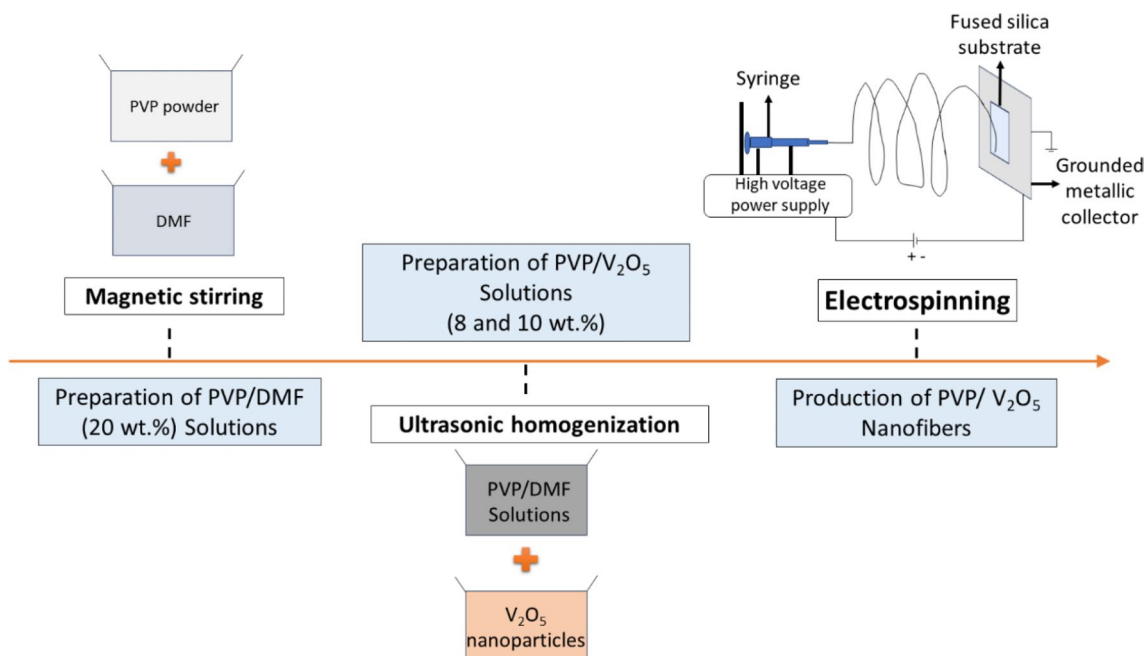 PVP powder
DMF
Magnetic stirring
Preparation of PVP/DMF
(20 wt.%) Solutions
Preparation of PVP/V₂O₅
Solutions
(8 and 10 wt.%)
Ultrasonic homogenization
PVP/DMF
Solutions
V₂O₅
nanoparticles
Fused silica
substrate
Syringe
High voltage
power supply
Grounded
metallic
collector
+ -
Electrospinning
Production of PVP/ V₂O₅
Nanofibers